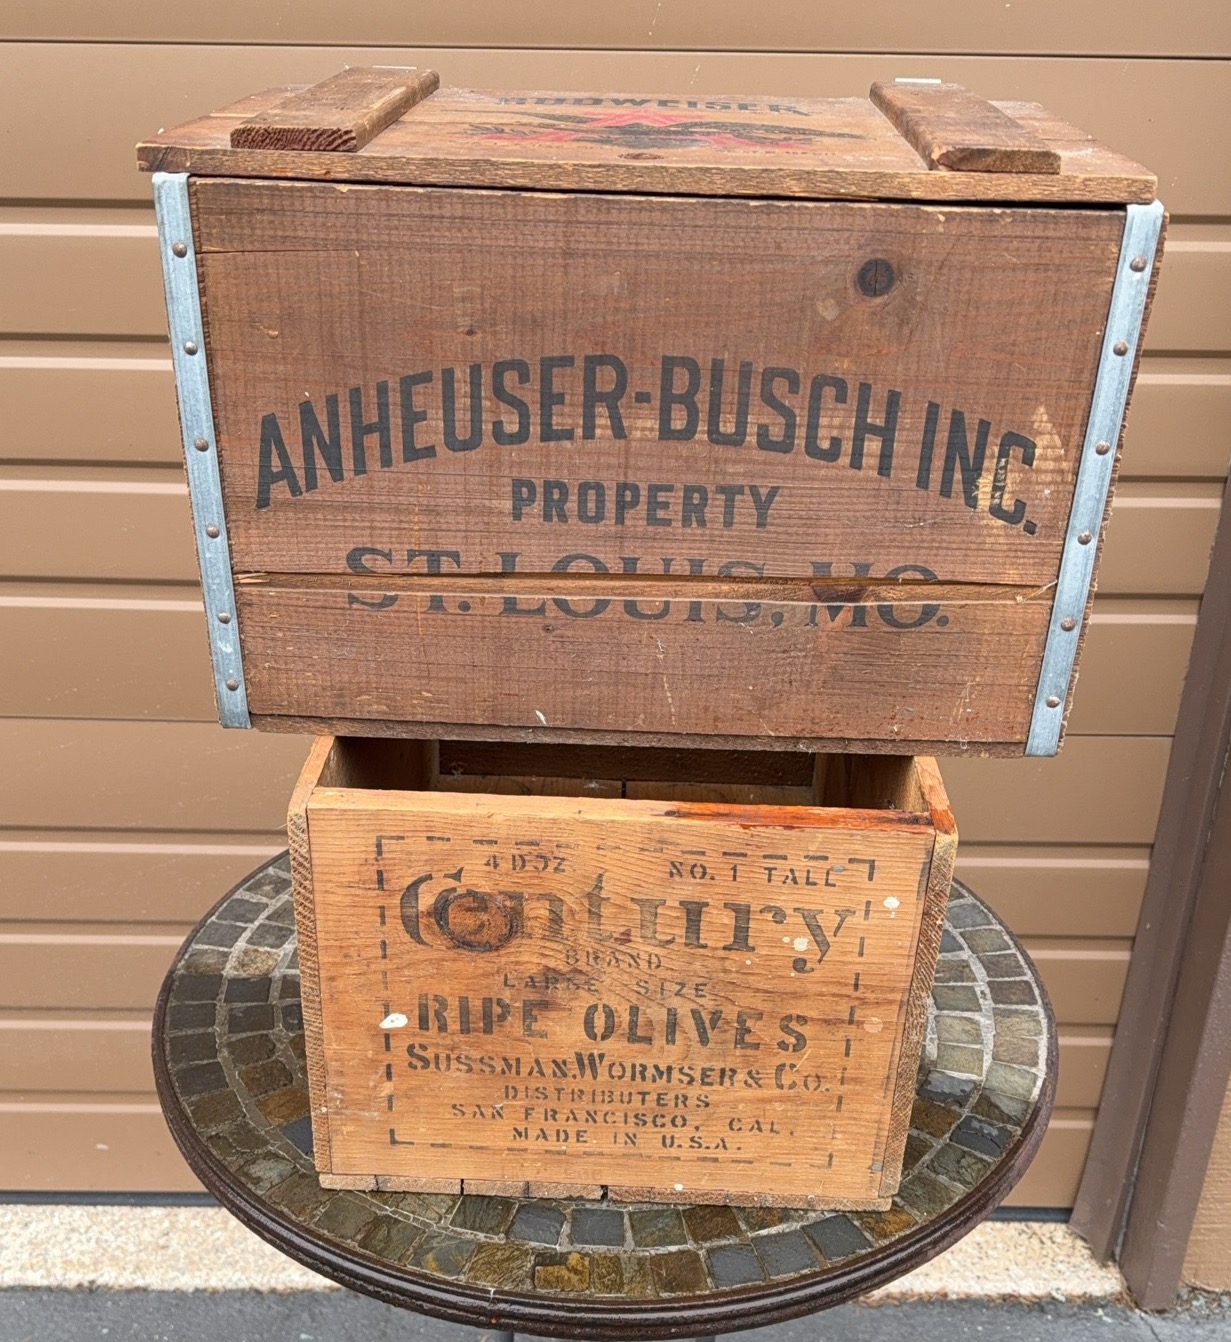 BUDWEISER
ANHEUSER-BUSCH INC.
PROPERTY
ST. LOUIS, MO.
4 DOZ NO. 1 TALL
Century
BRAND
LARGE SIZE
RIPE OLIVES
SUSSMAN, WORMSER & CO.
DISTRIBUTERS
SAN FRANCISCO, CAL.
MADE IN U.S.A.